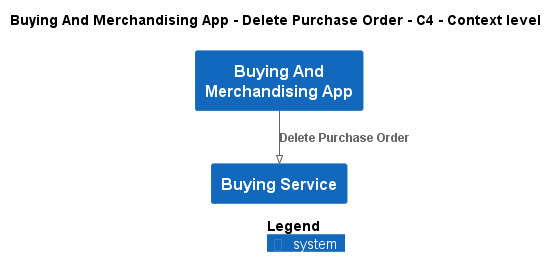 Buying And Merchandising App - Delete Purchase Order - C4 - Context level
Buying And
Merchandising App
Delete Purchase Order
Buying Service
Legend
system